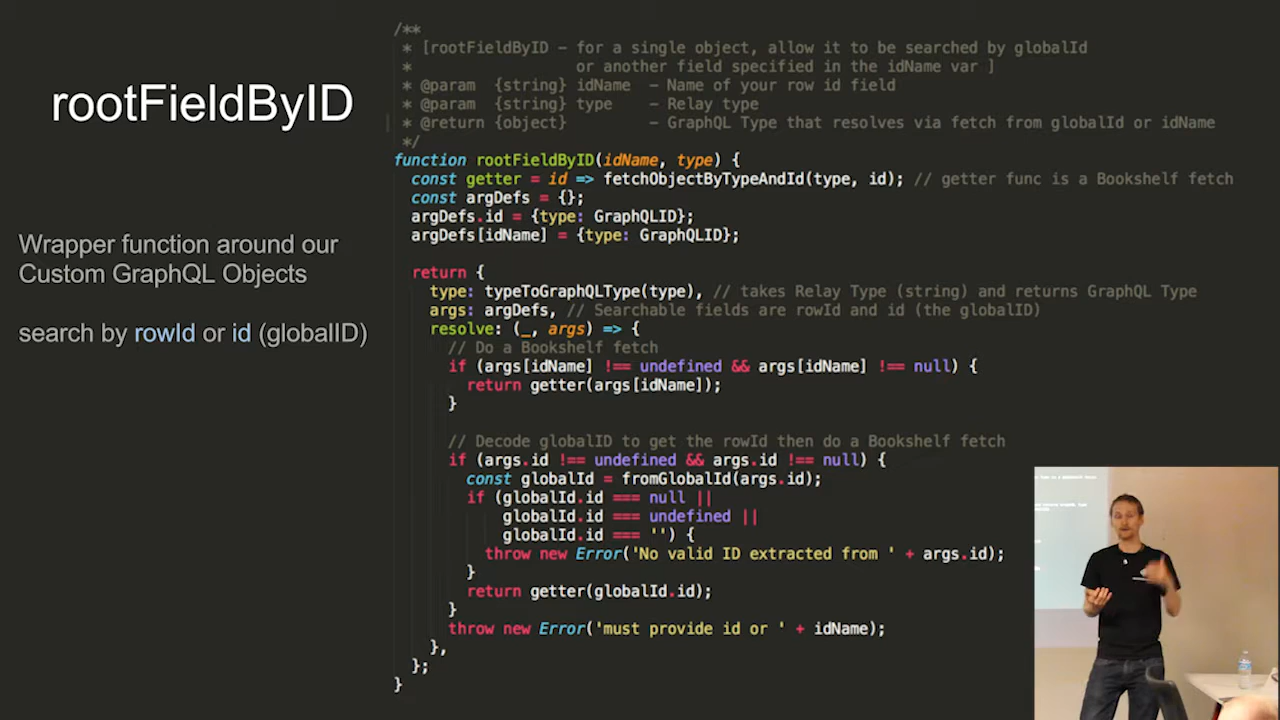 rootFieldByID
Wrapper function around our
Custom GraphQL Objects
search by rowId or id (globalID)
/**
 * [rootFieldByID - for a single object, allow it to be searched by globalId
 *                  or another field specified in the idName var ]
 * @param  {string} idName  - Name of your row id field
 * @param  {string} type    - Relay type
 * @return {object}         - GraphQL Type that resolves via fetch from globalId or idName
 */
function rootFieldByID(idName, type) {
  const getter = id => fetchObjectByTypeAndId(type, id); // getter func is a Bookshelf fetch
  const argDefs = {};
  argDefs.id = {type: GraphQLID};
  argDefs[idName] = {type: GraphQLID};
  return {
    type: typeToGraphQLType(type), // takes Relay Type (string) and returns GraphQL Type
    args: argDefs, // Searchable fields are rowId and id (the globalID)
    resolve: (_, args) => {
      // Do a Bookshelf fetch
      if (args[idName] !== undefined && args[idName] !== null) {
        return getter(args[idName]);
      }
      // Decode globalID to get the rowId then do a Bookshelf fetch
      if (args.id !== undefined && args.id !== null) {
        const globalId = fromGlobalId(args.id);
        if (globalId.id === null ||
            globalId.id === undefined ||
            globalId.id === '') {
          throw new Error('No valid ID extracted from ' + args.id);
        }
        return getter(globalId.id);
      }
      throw new Error('must provide id or ' + idName);
    },
  };
}